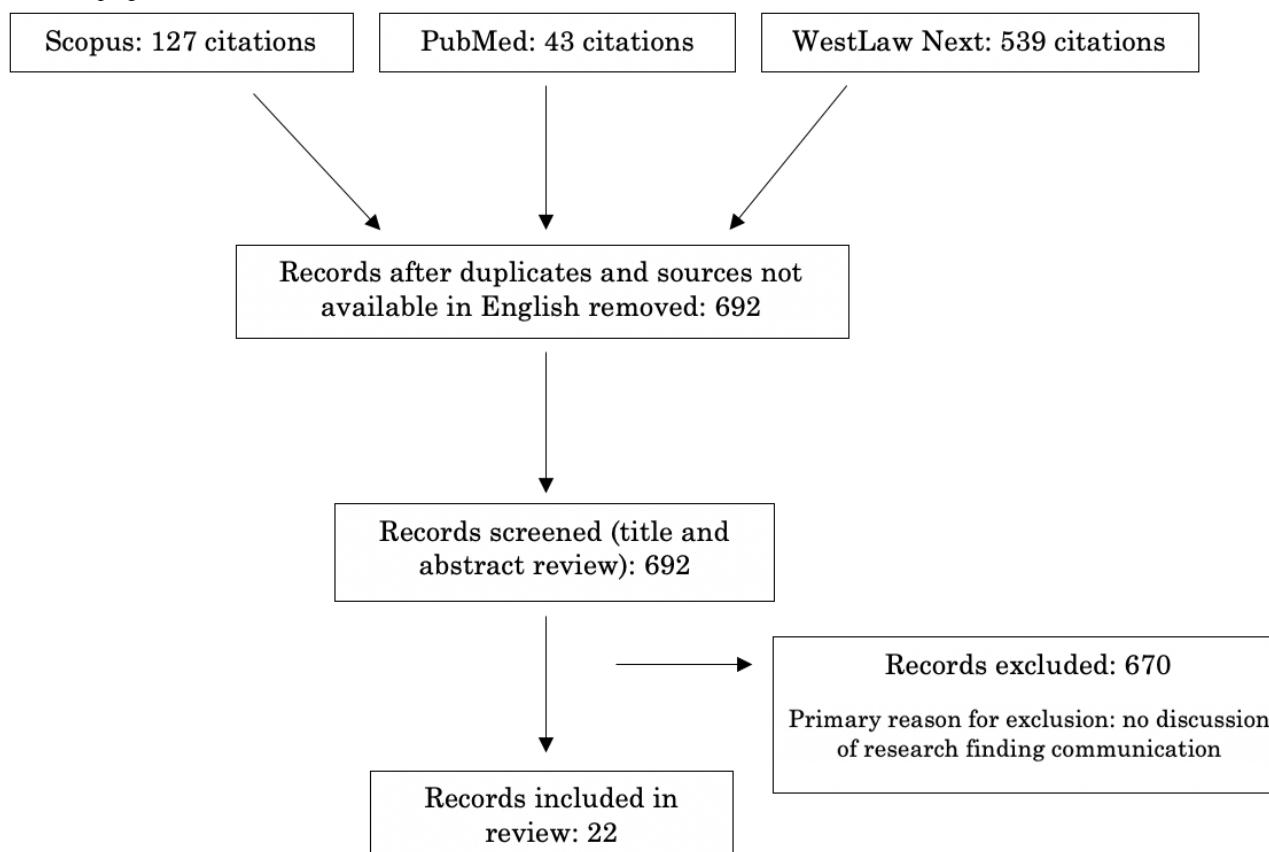 Scopus: 127 citations
PubMed: 43 citations
WestLaw Next: 539 citations
Records after duplicates and sources not
available in English removed: 692
Records screened (title and
abstract review): 692
Records excluded: 670
Primary reason for exclusion: no discussion
of research finding communication
Records included in
review: 22